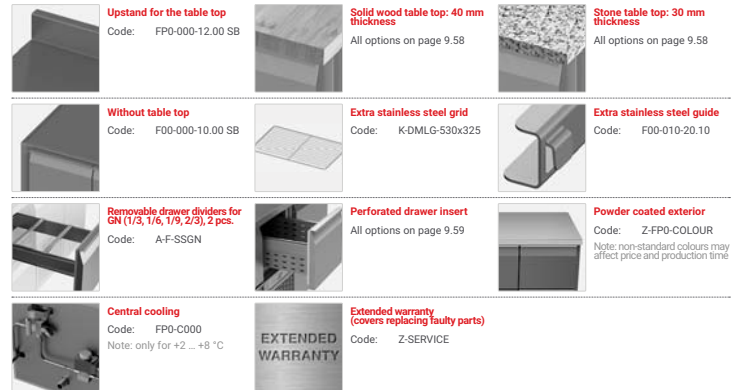 Upstand for the table top
Code: FP0-000-12.00 SB
Solid wood table top: 40 mm
thickness
All options on page 9.58
Stone table top: 30 mm
thickness
All options on page 9.58
Without table top
Code: F00-000-10.00 SB
Extra stainless steel grid
Code: K-DMLG-530x325
Extra stainless steel guide
Code: F00-010-20.10
Removable drawer dividers for
GN (1/3, 1/6, 1/9, 2/3), 2 pcs.
Code: A-F-SSGN
Perforated drawer insert
All options on page 9.59
Powder coated exterior
Code: Z-FP0-COLOUR
Note: non-standard colours may
affect price and production time
Central cooling
Code: FP0-C000
Note: only for +2 ... +8 °C
EXTENDED
WARRANTY
Extended warranty
(covers replacing faulty parts)
Code: Z-SERVICE